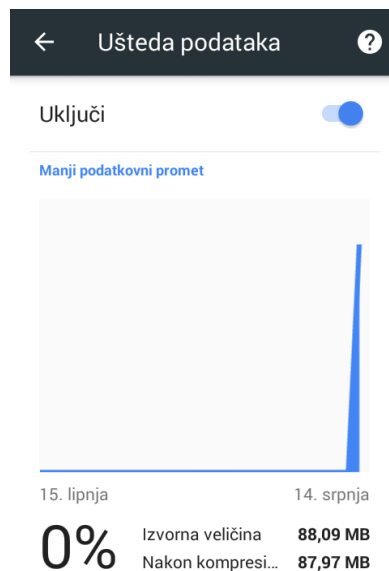 Ušteda podataka ?
Uključi
Manji podatkovni promet
15. lipnja 14. srpnja
0% Izvorna veličina 88,09 MB
Nakon kompresi... 87,97 MB